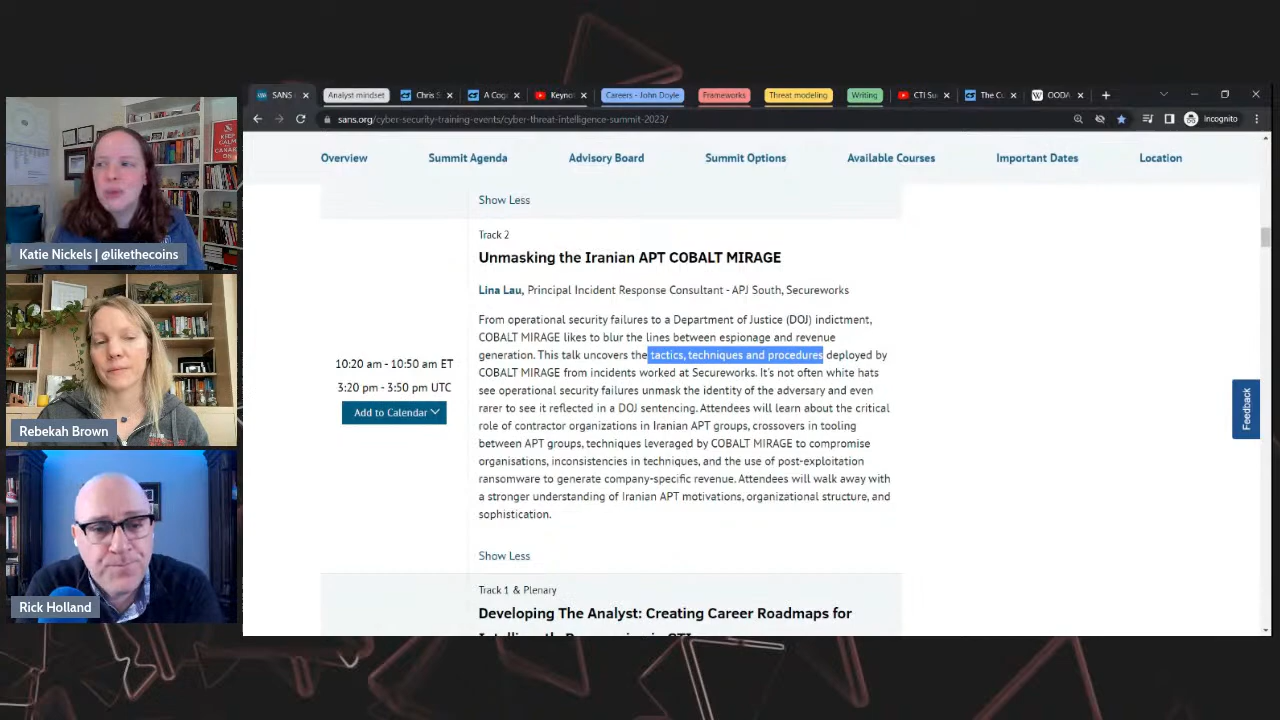 SANS
Analyst mindset
Chris S
A Cog
Keyno
Careers - John Doyle
Frameworks
Threat modeling
Writing
CTI Su
The Cu
OODA
sans.org/cyber-security-training-events/cyber-threat-intelligence-summit-2023/
Incognito
Overview
Summit Agenda
Advisory Board
Summit Options
Available Courses
Important Dates
Location
Show Less
Track 2
Unmasking the Iranian APT COBALT MIRAGE
Lina Lau, Principal Incident Response Consultant - APJ South, Secureworks
From operational security failures to a Department of Justice (DOJ) indictment,
COBALT MIRAGE likes to blur the lines between espionage and revenue
generation. This talk uncovers the tactics, techniques and procedures deployed by
COBALT MIRAGE from incidents worked at Secureworks. It's not often white hats
see operational security failures unmask the identity of the adversary and even
rarer to see it reflected in a DOJ sentencing. Attendees will learn about the critical
role of contractor organizations in Iranian APT groups, crossovers in tooling
between APT groups, techniques leveraged by COBALT MIRAGE to compromise
organisations, inconsistencies in techniques, and the use of post-exploitation
ransomware to generate company-specific revenue. Attendees will walk away with
a stronger understanding of Iranian APT motivations, organizational structure, and
sophistication.
10:20 am - 10:50 am ET
3:20 pm - 3:50 pm UTC
Add to Calendar
Show Less
Track 1 & Plenary
Developing The Analyst: Creating Career Roadmaps for
Feedback
Katie Nickels | @likethecoins
Rebekah Brown
Rick Holland
KEEP
CALM